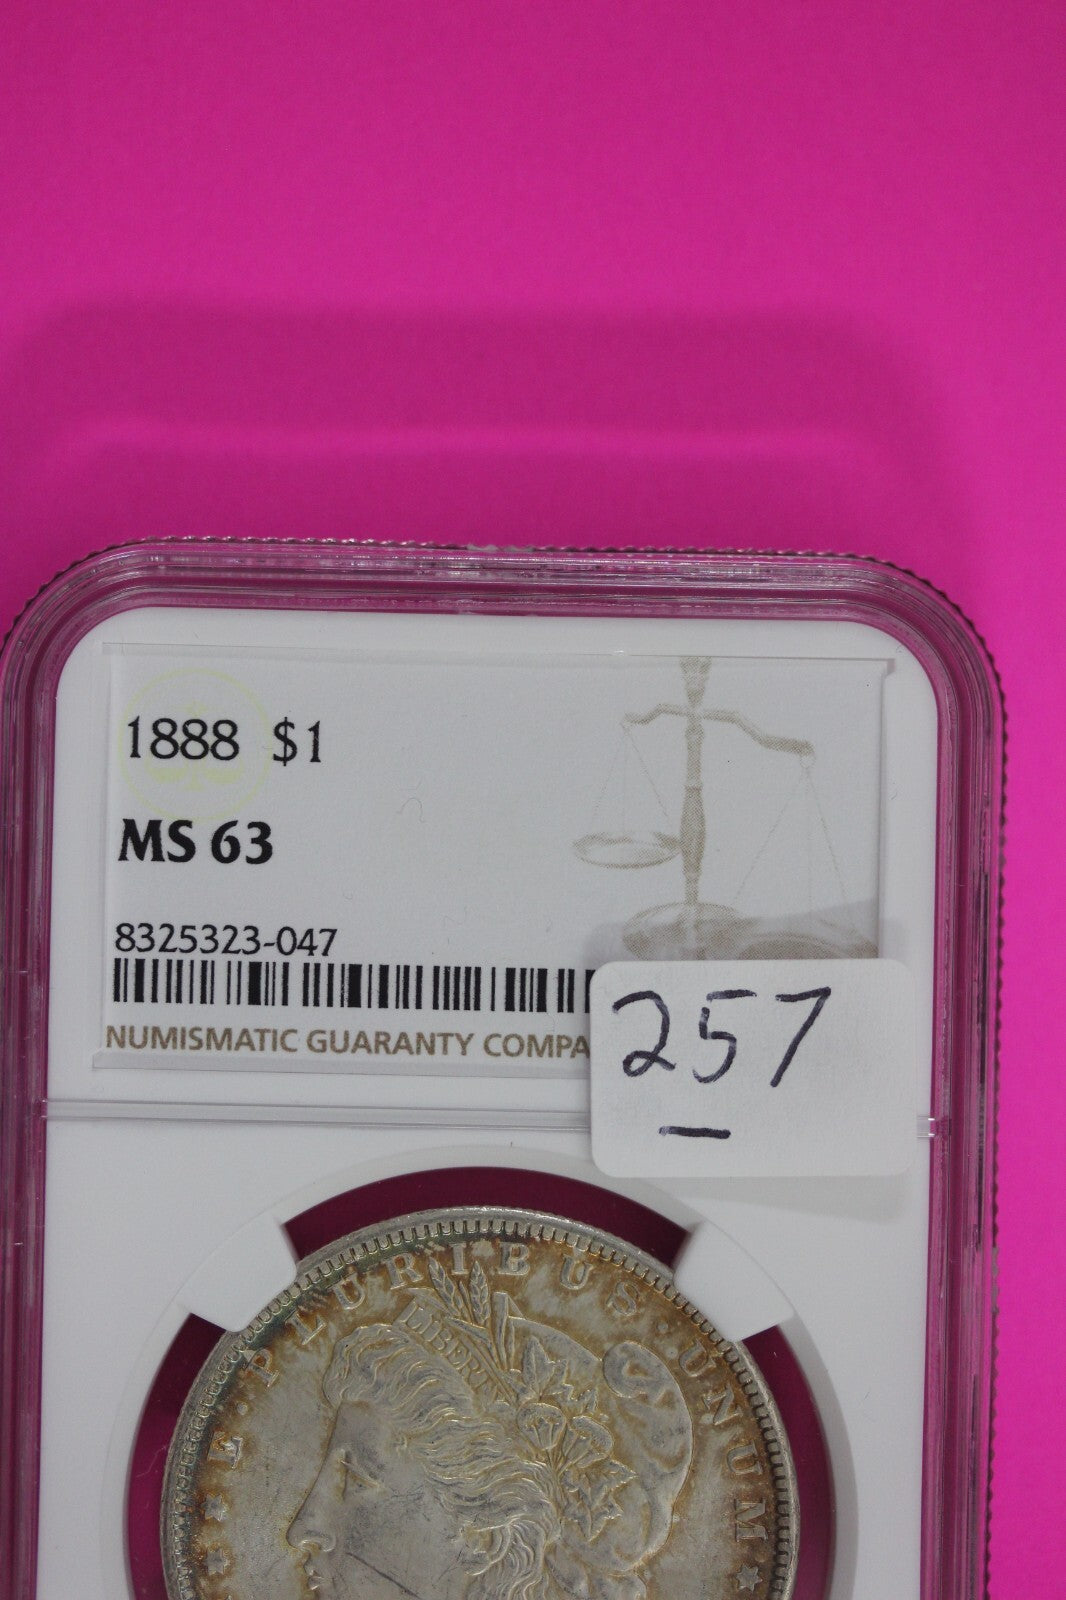 1888 $1
MS 63
8325323-047
NUMISMATIC GUARANTY COMPA
257
E·PLURIBUS·UNUM·
LIBERTY